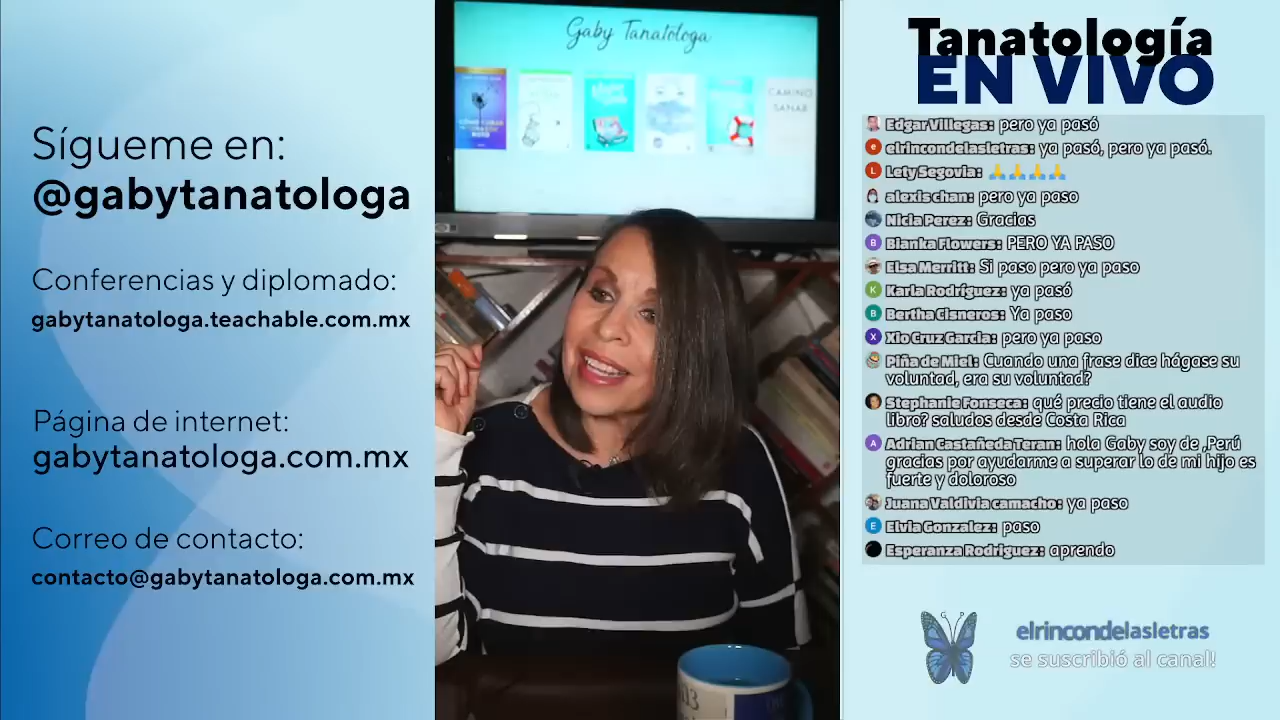 Sígueme en:
@gabytanatologa
Conferencias y diplomado:
gabytanatologa.teachable.com.mx
Página de internet:
gabytanatologa.com.mx
Correo de contacto:
contacto@gabytanatologa.com.mx
Gaby Tanatóloga
CAMINO
SANAR
Tanatología
EN VIVO
Edgar Villegas: pero ya pasó
elrincondelasletras: ya pasó, pero ya pasó.
Lety Segovia: 🙏🙏🙏🙏
alexis chan: pero ya paso
Nicia Perez: Gracias
Bianka Flowers: PERO YA PASO
Elsa Merritt: Si paso pero ya paso
Karla Rodríguez: ya pasó
Bertha Cisneros: Ya paso
Xio Cruz Garcia: pero ya paso
Piña de Miel: Cuando una frase dice hágase su
voluntad, era su voluntad?
Stephanie Fonseca: qué precio tiene el audio
libro? saludos desde Costa Rica
Adrian Castañeda Teran: hola Gaby soy de ,Perú
gracias por ayudarme a superar lo de mi hijo es
fuerte y doloroso
Juana Valdivia camacho: ya paso
Elvia Gonzalez: paso
Esperanza Rodriguez: aprendo
elrincondelasletras
se suscribió al canal!